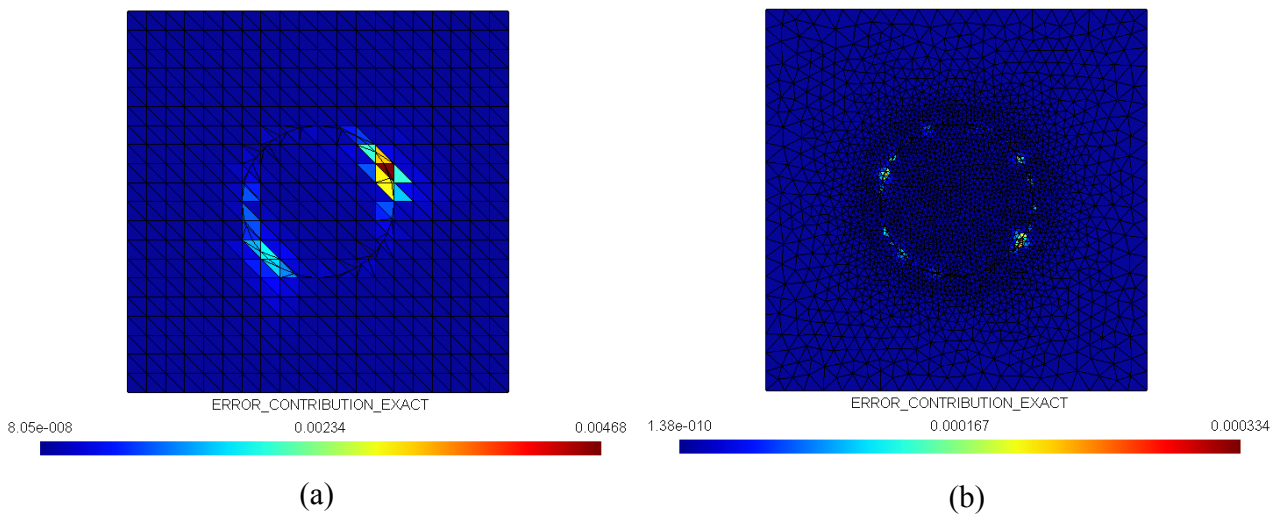 ERROR_CONTRIBUTION_EXACT
8.05e-008 0.00234 0.00468
(a)
ERROR_CONTRIBUTION_EXACT
1.38e-010 0.000167 0.000334
(b)